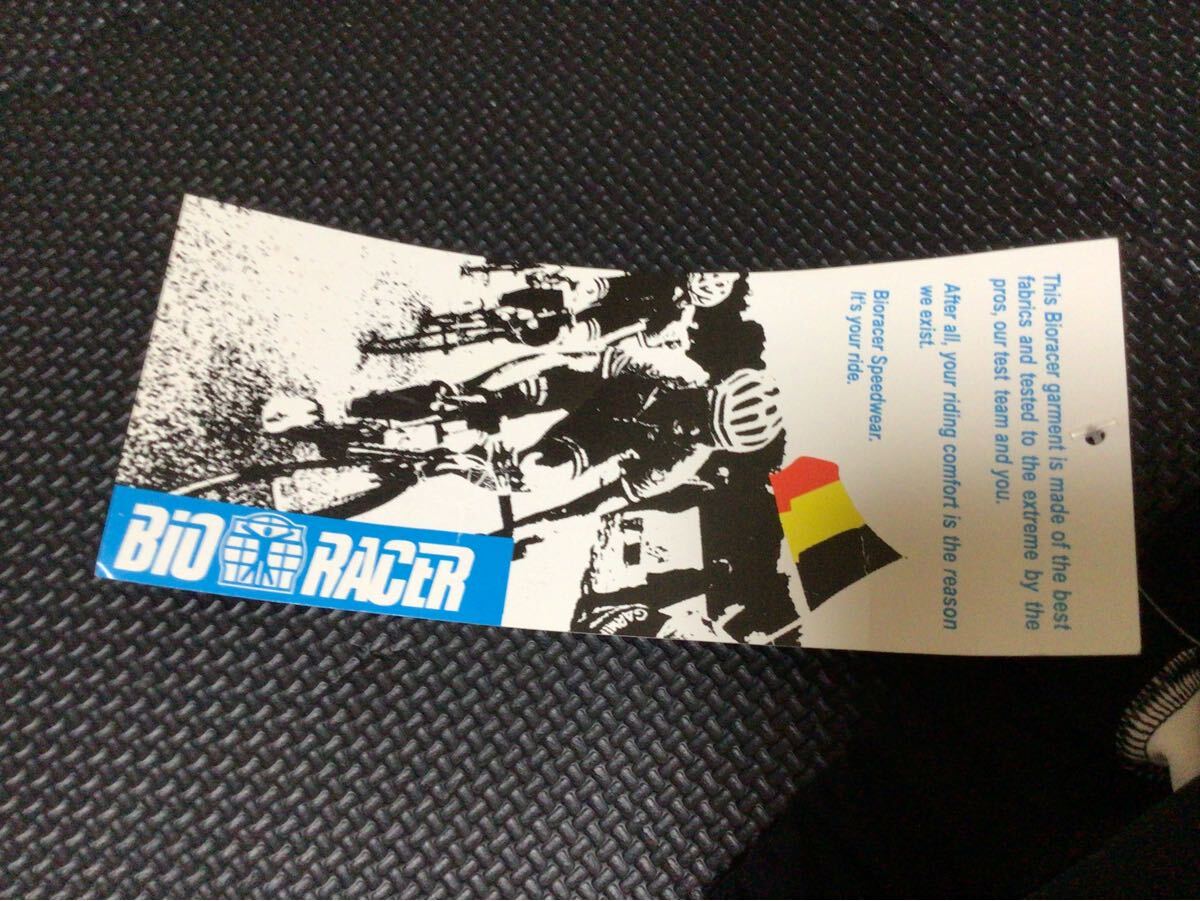 This Bioracer garment is made of the best
fabrics and tested to the extreme by the
pros, our test team and you.
After all, your riding comfort is the reason
we exist.
Bioracer Speedwear.
It's your ride.
GARMIN
BIO RACER